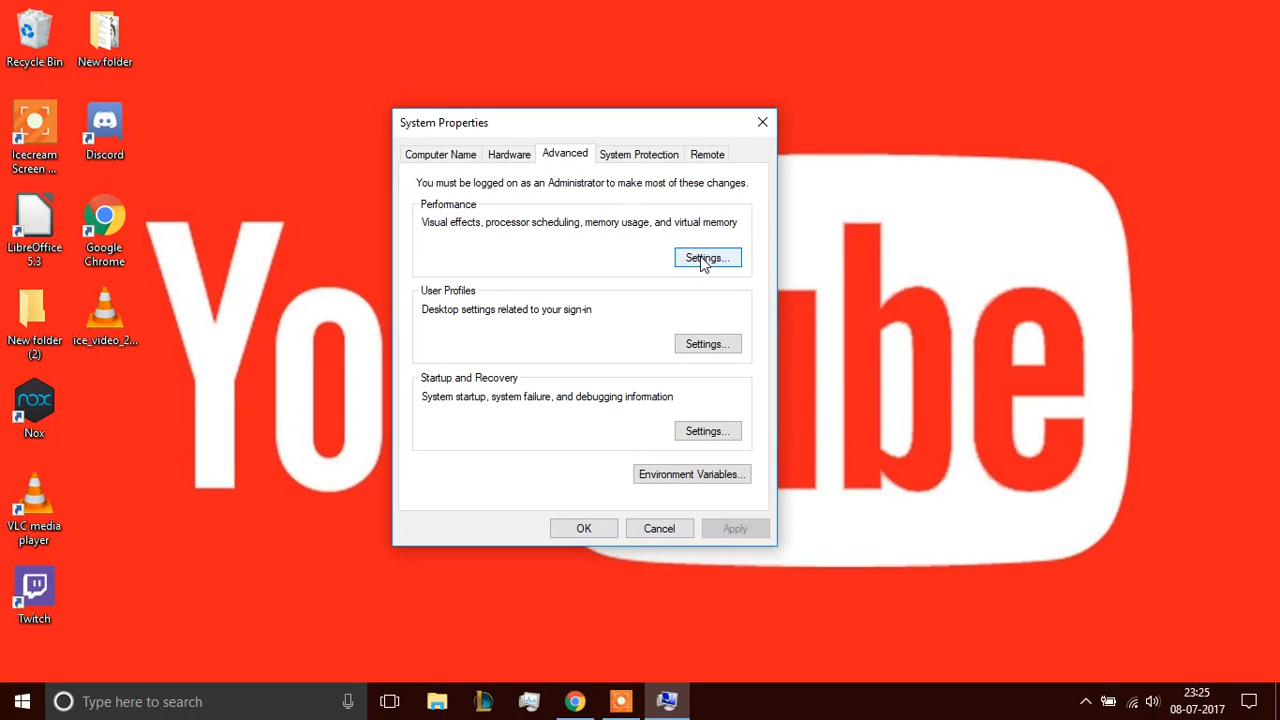 Recycle Bin
New folder
Icecream
Screen ...
Discord
LibreOffice
5.3
Google
Chrome
New folder
(2)
ice_video_2...
nox
Nox
VLC media
player
Twitch
YouTube
System Properties
Computer Name
Hardware
Advanced
System Protection
Remote
You must be logged on as an Administrator to make most of these changes.
Performance
Visual effects, processor scheduling, memory usage, and virtual memory
Settings...
User Profiles
Desktop settings related to your sign-in
Settings...
Startup and Recovery
System startup, system failure, and debugging information
Settings...
Environment Variables...
OK
Cancel
Apply
Type here to search
23:25
08-07-2017